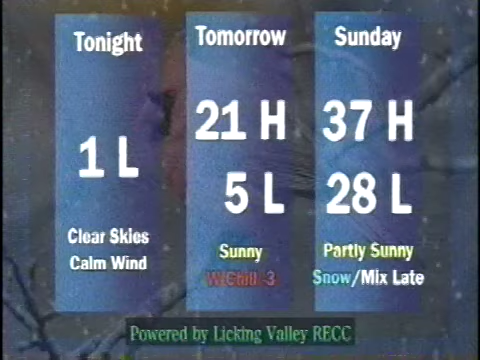 Tonight
1 L
Clear Skies
Calm Wind
Tomorrow
21 H
5 L
Sunny
W Chill -3
Sunday
37 H
28 L
Partly Sunny
Snow/Mix Late
Powered by Licking Valley RECC